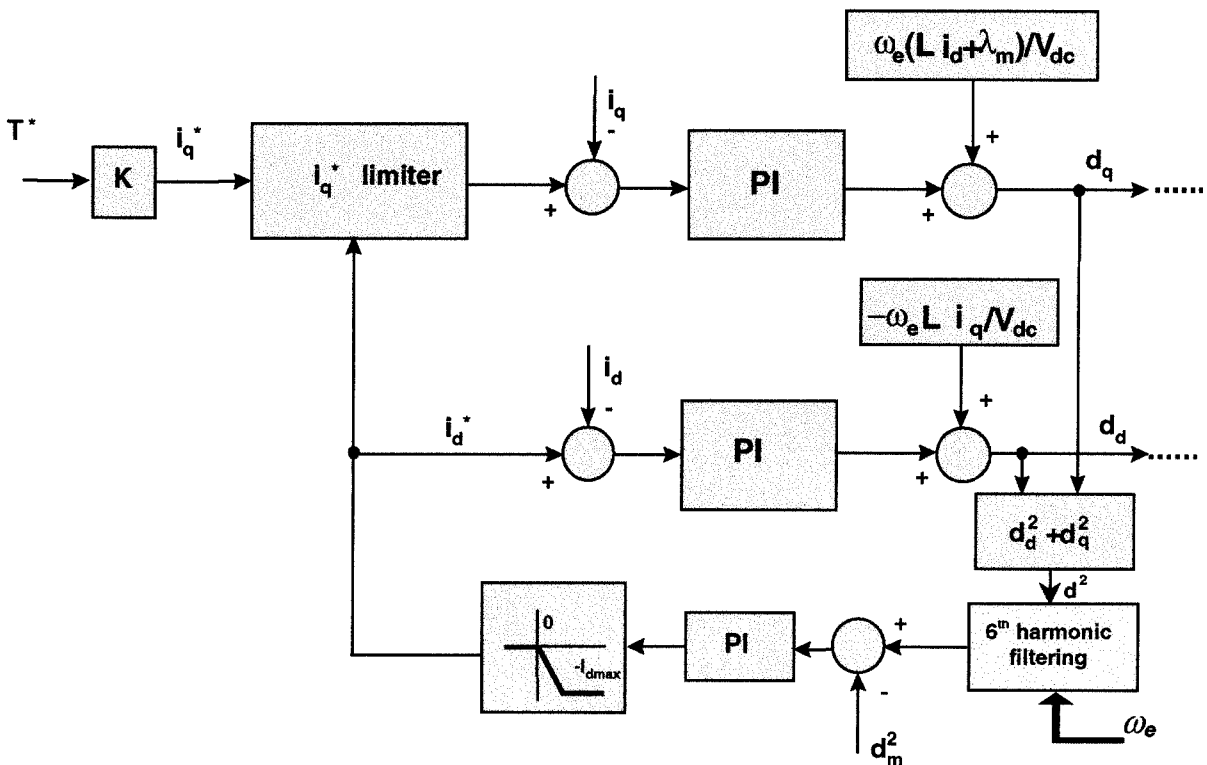 ωe(L id+λm)/Vdc
T*
iq*
K
iq* limiter
iq
-
+
PI
+
+
dq
......
−ωe L iq/Vdc
id
-
id*
+
PI
+
+
dd
......
dd² +dq²
d²
6th harmonic
filtering
+
-
PI
0
-Idmax
dm²
ωe